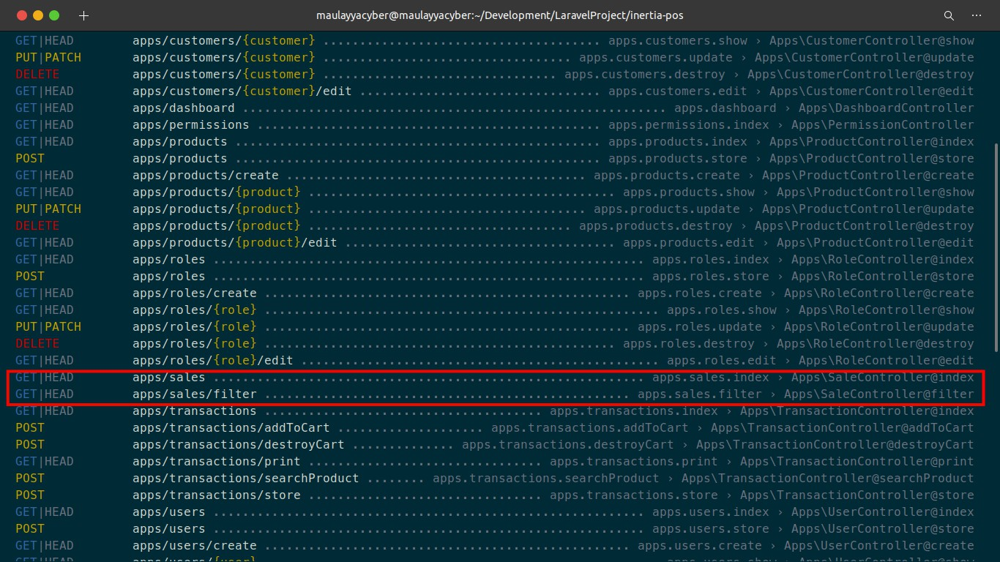 maulayyacyber@maulayyacyber:~/Development/LaravelProject/inertia-pos
GET|HEAD apps/customers/{customer} ...................................... apps.customers.show › Apps\CustomerController@show
PUT|PATCH apps/customers/{customer} .................................. apps.customers.update › Apps\CustomerController@update
DELETE apps/customers/{customer} ................................ apps.customers.destroy › Apps\CustomerController@destroy
GET|HEAD apps/customers/{customer}/edit ................................. apps.customers.edit › Apps\CustomerController@edit
GET|HEAD apps/dashboard .......................................................... apps.dashboard › Apps\DashboardController
GET|HEAD apps/permissions ............................................... apps.permissions.index › Apps\PermissionController
GET|HEAD apps/products .................................................. apps.products.index › Apps\ProductController@index
POST apps/products .................................................. apps.products.store › Apps\ProductController@store
GET|HEAD apps/products/create ......................................... apps.products.create › Apps\ProductController@create
GET|HEAD apps/products/{product} .......................................... apps.products.show › Apps\ProductController@show
PUT|PATCH apps/products/{product} ...................................... apps.products.update › Apps\ProductController@update
DELETE apps/products/{product} .................................... apps.products.destroy › Apps\ProductController@destroy
GET|HEAD apps/products/{product}/edit ..................................... apps.products.edit › Apps\ProductController@edit
GET|HEAD apps/roles ........................................................... apps.roles.index › Apps\RoleController@index
POST apps/roles ........................................................... apps.roles.store › Apps\RoleController@store
GET|HEAD apps/roles/create .................................................. apps.roles.create › Apps\RoleController@create
GET|HEAD apps/roles/{role} ...................................................... apps.roles.show › Apps\RoleController@show
PUT|PATCH apps/roles/{role} .................................................. apps.roles.update › Apps\RoleController@update
DELETE apps/roles/{role} ................................................ apps.roles.destroy › Apps\RoleController@destroy
GET|HEAD apps/roles/{role}/edit ................................................. apps.roles.edit › Apps\RoleController@edit
GET|HEAD apps/sales ........................................................... apps.sales.index › Apps\SaleController@index
GET|HEAD apps/sales/filter .................................................. apps.sales.filter › Apps\SaleController@filter
GET|HEAD apps/transactions ...................................... apps.transactions.index › Apps\TransactionController@index
POST apps/transactions/addToCart .................... apps.transactions.addToCart › Apps\TransactionController@addToCart
POST apps/transactions/destroyCart .............. apps.transactions.destroyCart › Apps\TransactionController@destroyCart
GET|HEAD apps/transactions/print ................................ apps.transactions.print › Apps\TransactionController@print
POST apps/transactions/searchProduct ........ apps.transactions.searchProduct › Apps\TransactionController@searchProduct
POST apps/transactions/store ................................ apps.transactions.store › Apps\TransactionController@store
GET|HEAD apps/users ........................................................... apps.users.index › Apps\UserController@index
POST apps/users ........................................................... apps.users.store › Apps\UserController@store
GET|HEAD apps/users/create .................................................. apps.users.create › Apps\UserController@create
GET|HEAD apps/users/{user} ...................................................... apps.users.show › Apps\UserController@show